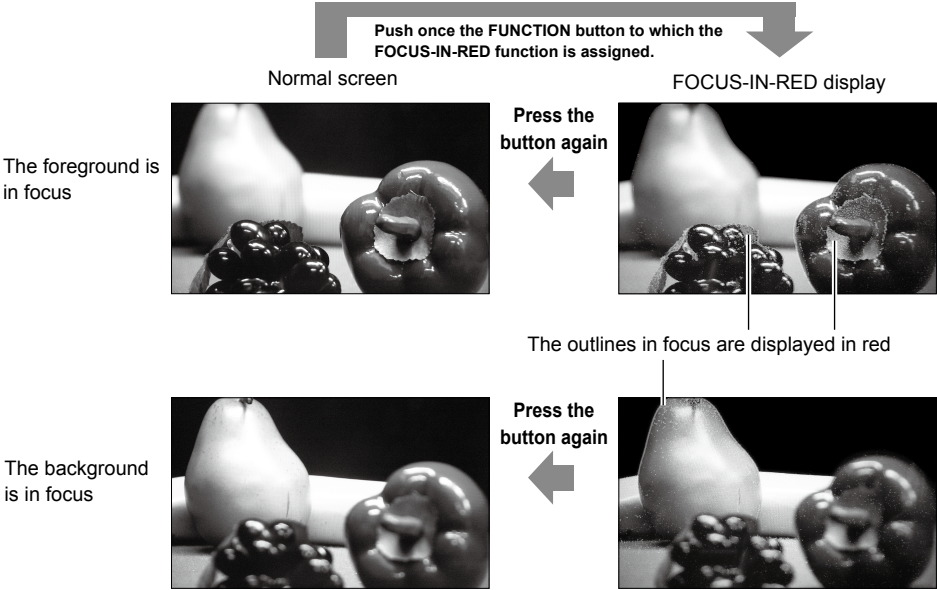 Push once the FUNCTION button to which the
FOCUS-IN-RED function is assigned.
Normal screen
FOCUS-IN-RED display
The foreground is
in focus
Press the
button again
The outlines in focus are displayed in red
The background
is in focus
Press the
button again